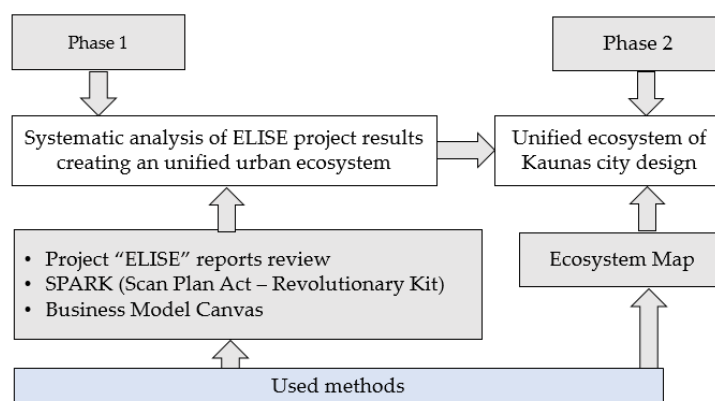 Phase 1
Phase 2
Systematic analysis of ELISE project results
creating an unified urban ecosystem
Unified ecosystem of
Kaunas city design
• Project “ELISE” reports review
• SPARK (Scan Plan Act – Revolutionary Kit)
• Business Model Canvas
Ecosystem Map
Used methods